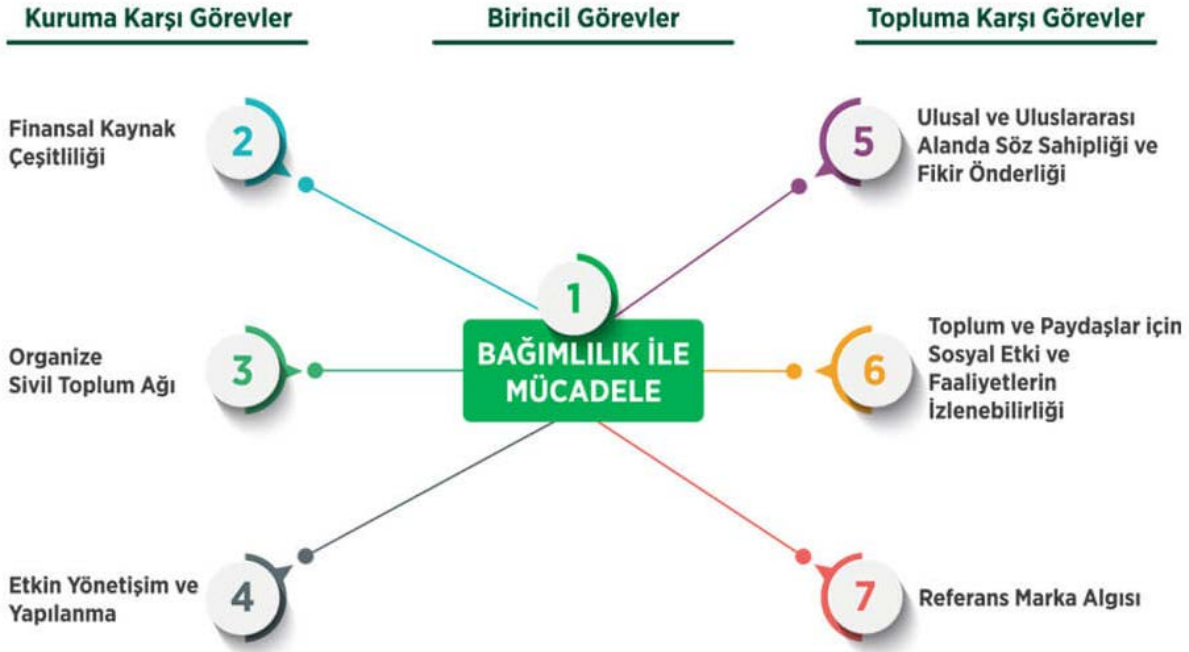 Kuruma Karşı Görevler
Birincil Görevler
Topluma Karşı Görevler
Finansal Kaynak
Çeşitliliği
2
Organize
Sivil Toplum Ağı
3
Etkin Yönetişim ve
Yapılanma
4
1
BAĞIMLILIK İLE
MÜCADELE
5
Ulusal ve Uluslararası
Alanda Söz Sahipliği ve
Fikir Önderliği
6
Toplum ve Paydaşlar için
Sosyal Etki ve
Faaliyetlerin
İzlenebilirliği
7
Referans Marka Algısı